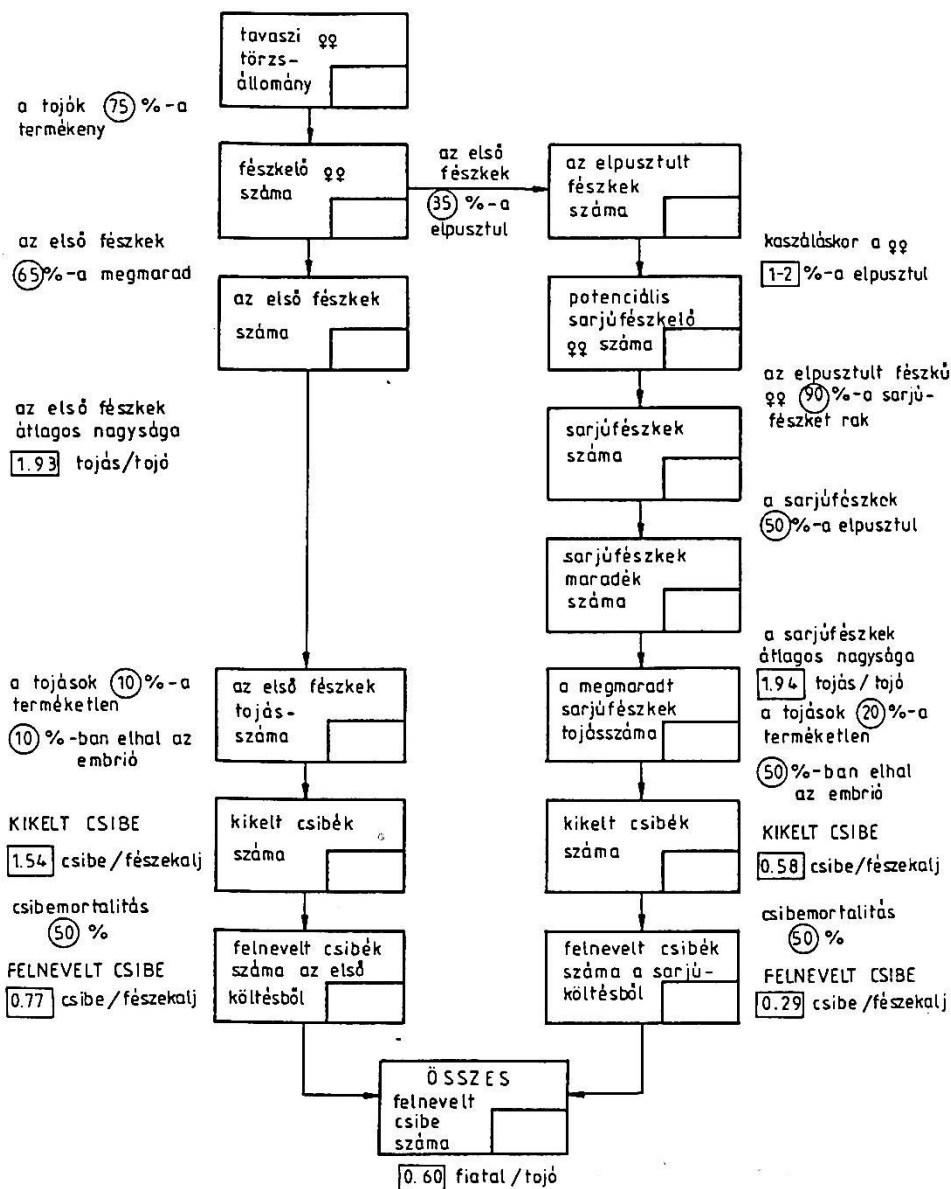 tavaszi ♀♀
törzs-
állomány
a tojók 75 %-a
termékeny
fészkelő ♀♀
száma
az első
fészkek
35 %-a
elpusztul
az elpusztult
fészkek
száma
az első fészkek
65 %-a megmarad
kaszáláskor a ♀♀
1-2 %-a elpusztul
az első fészkek
száma
potenciális
sarjúfészkelő
♀♀ száma
az elpusztult fészkű
♀♀ 90 %-a sarjú-
fészket rak
az első fészkek
átlagos nagysága
1.93 tojás/tojó
sarjúfészkek
száma
a sarjúfészkek
50 %-a elpusztul
sarjúfészkek
maradék
száma
a sarjúfészkek
átlagos nagysága
1.94 tojás/tojó
a tojások 20 %-a
terméketlen
50 %-ban elhal
az embrió
a tojások 10 %-a
terméketlen
10 %-ban elhal az
embrió
az első fészkek
tojás-
száma
a megmaradt
sarjúfészkek
tojásszáma
KIKELT CSIBE
1.54 csibe/fészekalj
kikelt csibék
száma
kikelt csibék
száma
KIKELT CSIBE
0.58 csibe/fészekalj
csibemortalitás
50 %
csibemortalitás
50 %
FELNEVELT CSIBE
0.77 csibe/fészekalj
felnevelt csibék
száma az első
költésből
felnevelt csibék
száma a sarjú-
költésből
FELNEVELT CSIBE
0.29 csibe/fészekalj
ÖSSZES
felnevelt
csibe
száma
0.60 fiatal/tojó